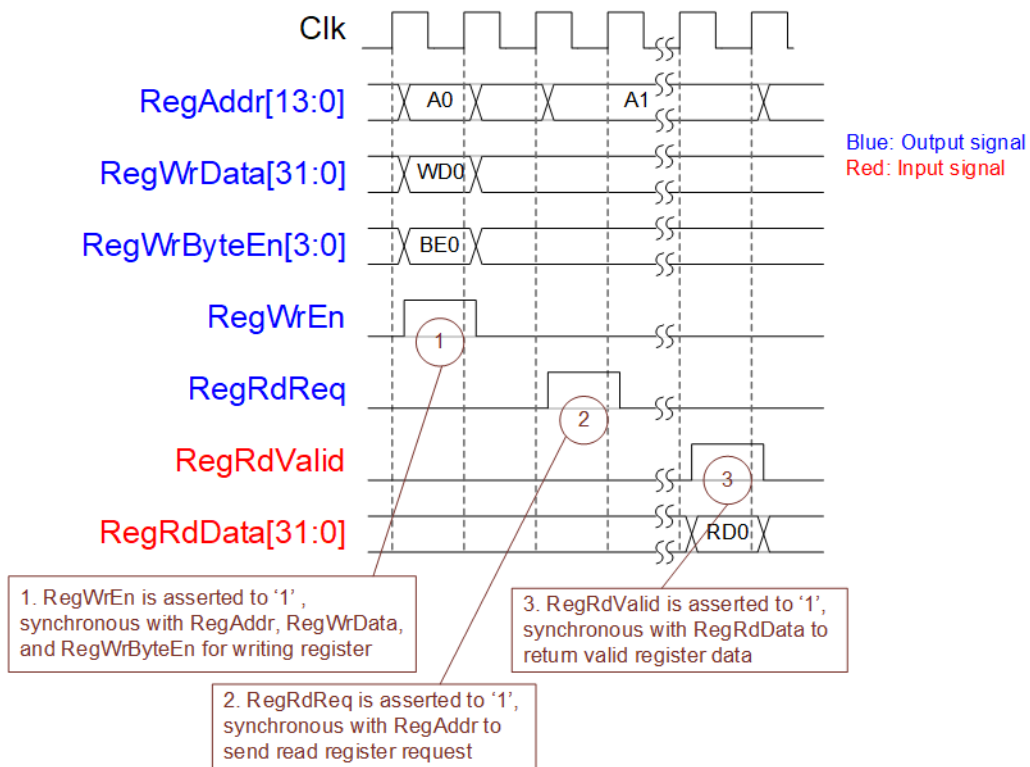 Clk
RegAddr[13:0]
A0
A1
Blue: Output signal
Red: Input signal
RegWrData[31:0]
WD0
RegWrByteEn[3:0]
BE0
RegWrEn
1
RegRdReq
2
RegRdValid
3
RegRdData[31:0]
RD0
1. RegWrEn is asserted to ‘1’ ,
synchronous with RegAddr, RegWrData,
and RegWrByteEn for writing register
3. RegRdValid is asserted to ‘1’,
synchronous with RegRdData to
return valid register data
2. RegRdReq is asserted to ‘1’,
synchronous with RegAddr to
send read register request